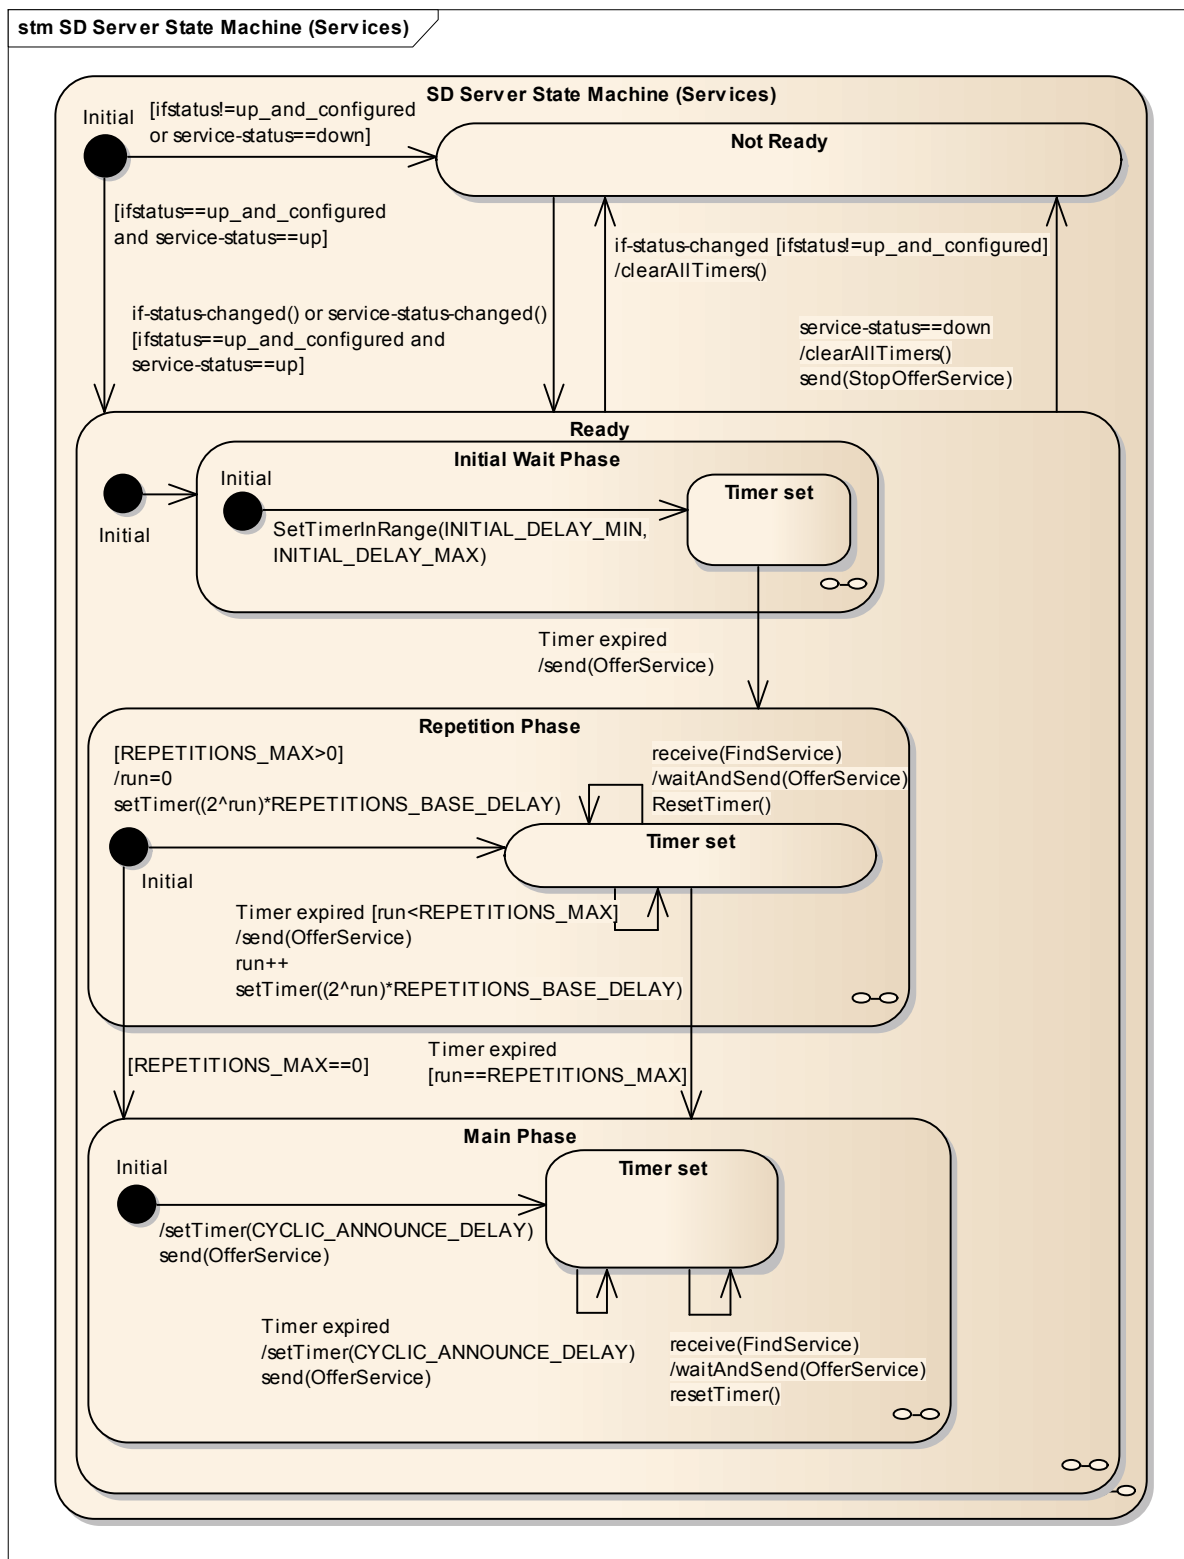 stm SD Server State Machine (Services)
SD Server State Machine (Services)
Initial
[ifstatus!=up_and_configured
or service-status==down]
Not Ready
[ifstatus==up_and_configured
and service-status==up]
if-status-changed [ifstatus!=up_and_configured]
/clearAllTimers()
if-status-changed() or service-status-changed()
[ifstatus==up_and_configured and
service-status==up]
service-status==down
/clearAllTimers()
send(StopOfferService)
Ready
Initial Wait Phase
Initial
Initial
Timer set
SetTimerInRange(INITIAL_DELAY_MIN,
INITIAL_DELAY_MAX)
Timer expired
/send(OfferService)
Repetition Phase
[REPETITIONS_MAX>0]
/run=0
setTimer((2^run)*REPETITIONS_BASE_DELAY)
receive(FindService)
/waitAndSend(OfferService)
ResetTimer()
Timer set
Initial
Timer expired [run<REPETITIONS_MAX]
/send(OfferService)
run++
setTimer((2^run)*REPETITIONS_BASE_DELAY)
[REPETITIONS_MAX==0]
Timer expired
[run==REPETITIONS_MAX]
Main Phase
Initial
Timer set
/setTimer(CYCLIC_ANNOUNCE_DELAY)
send(OfferService)
Timer expired
/setTimer(CYCLIC_ANNOUNCE_DELAY)
send(OfferService)
receive(FindService)
/waitAndSend(OfferService)
resetTimer()